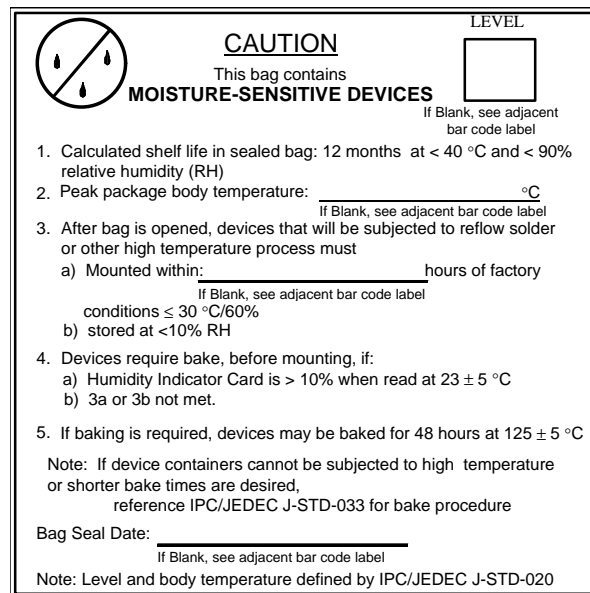 LEVEL
CAUTION
This bag contains
MOISTURE-SENSITIVE DEVICES
If Blank, see adjacent
bar code label
1. Calculated shelf life in sealed bag: 12 months at < 40 °C and < 90%
relative humidity (RH)
2. Peak package body temperature: °C
If Blank, see adjacent bar code label
3. After bag is opened, devices that will be subjected to reflow solder
or other high temperature process must
a) Mounted within: hours of factory
If Blank, see adjacent bar code label
conditions ≤ 30 °C/60%
b) stored at <10% RH
4. Devices require bake, before mounting, if:
a) Humidity Indicator Card is > 10% when read at 23 ± 5 °C
b) 3a or 3b not met.
5. If baking is required, devices may be baked for 48 hours at 125 ± 5 °C
Note: If device containers cannot be subjected to high temperature
or shorter bake times are desired,
reference IPC/JEDEC J-STD-033 for bake procedure
Bag Seal Date:
If Blank, see adjacent bar code label
Note: Level and body temperature defined by IPC/JEDEC J-STD-020